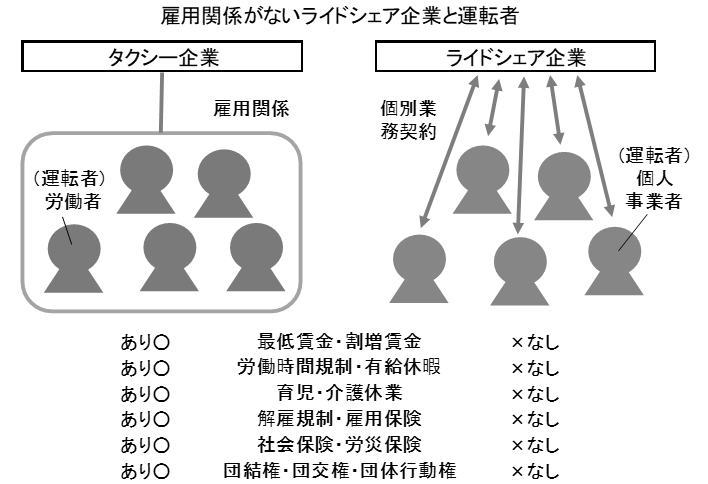 雇用関係がないライドシェア企業と運転者
タクシー企業
ライドシェア企業
雇用関係
個別業
務契約
（運転者）
労働者
（運転者）
個人
事業者
あり○ 最低賃金・割増賃金 ×なし
あり○ 労働時間規制・有給休暇 ×なし
あり○ 育児・介護休業 ×なし
あり○ 解雇規制・雇用保険 ×なし
あり○ 社会保険・労災保険 ×なし
あり○ 団結権・団交権・団体行動権 ×なし